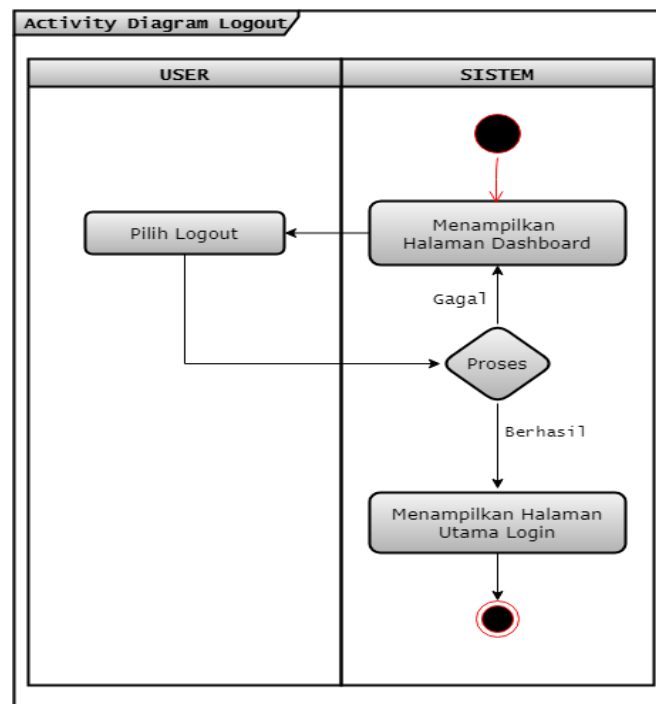 Activity Diagram Logout
USER
SISTEM
Menampilkan
Halaman Dashboard
Pilih Logout
Gagal
Proses
Berhasil
Menampilkan Halaman
Utama Login